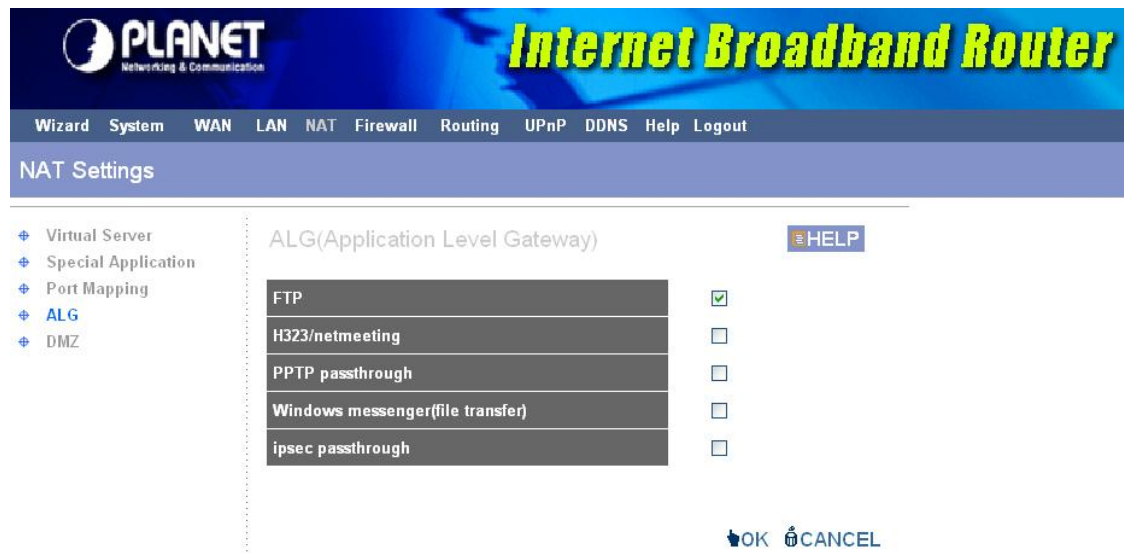 PLANET
Networking & Communication
Internet Broadband Router
Wizard System WAN LAN NAT Firewall Routing UPnP DDNS Help Logout
NAT Settings
Virtual Server
Special Application
Port Mapping
ALG
DMZ
ALG(Application Level Gateway)
HELP
FTP
H323/netmeeting
PPTP passthrough
Windows messenger(file transfer)
ipsec passthrough
OK CANCEL